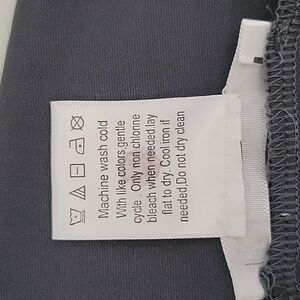 Machine wash cold
With like colors gentle
cycle. Only non chlonne
bleach when needed.lay
flat to dry. Cool iron if
needed.Do not dry clean